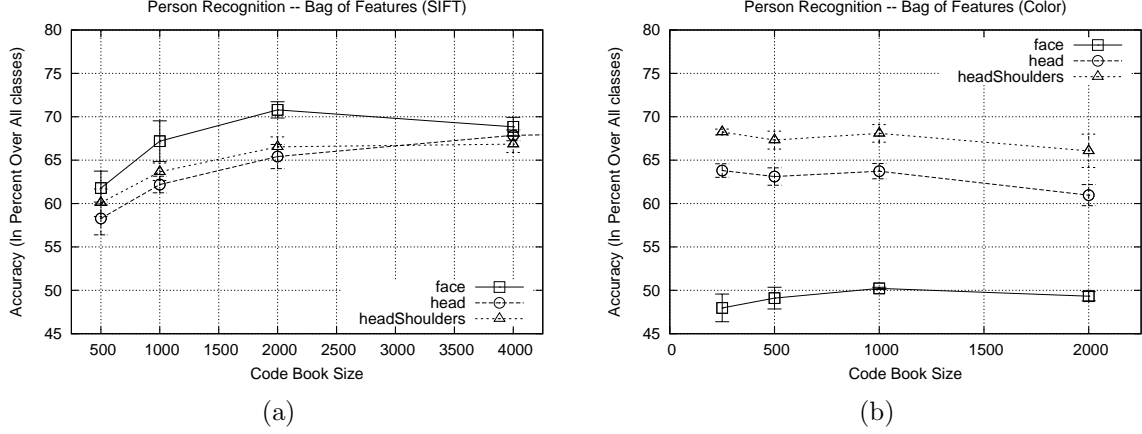 Person Recognition -- Bag of Features (SIFT)
80
75
70
65
60
55
50
45
500 1000 1500 2000 2500 3000 3500 4000
Accuracy (In Percent Over All classes)
Code Book Size
face
head
headShoulders
(a)
Person Recognition -- Bag of Features (Color)
80
75
70
65
60
55
50
45
0 500 1000 1500 2000
Accuracy (In Percent Over All classes)
Code Book Size
face
head
headShoulders
(b)